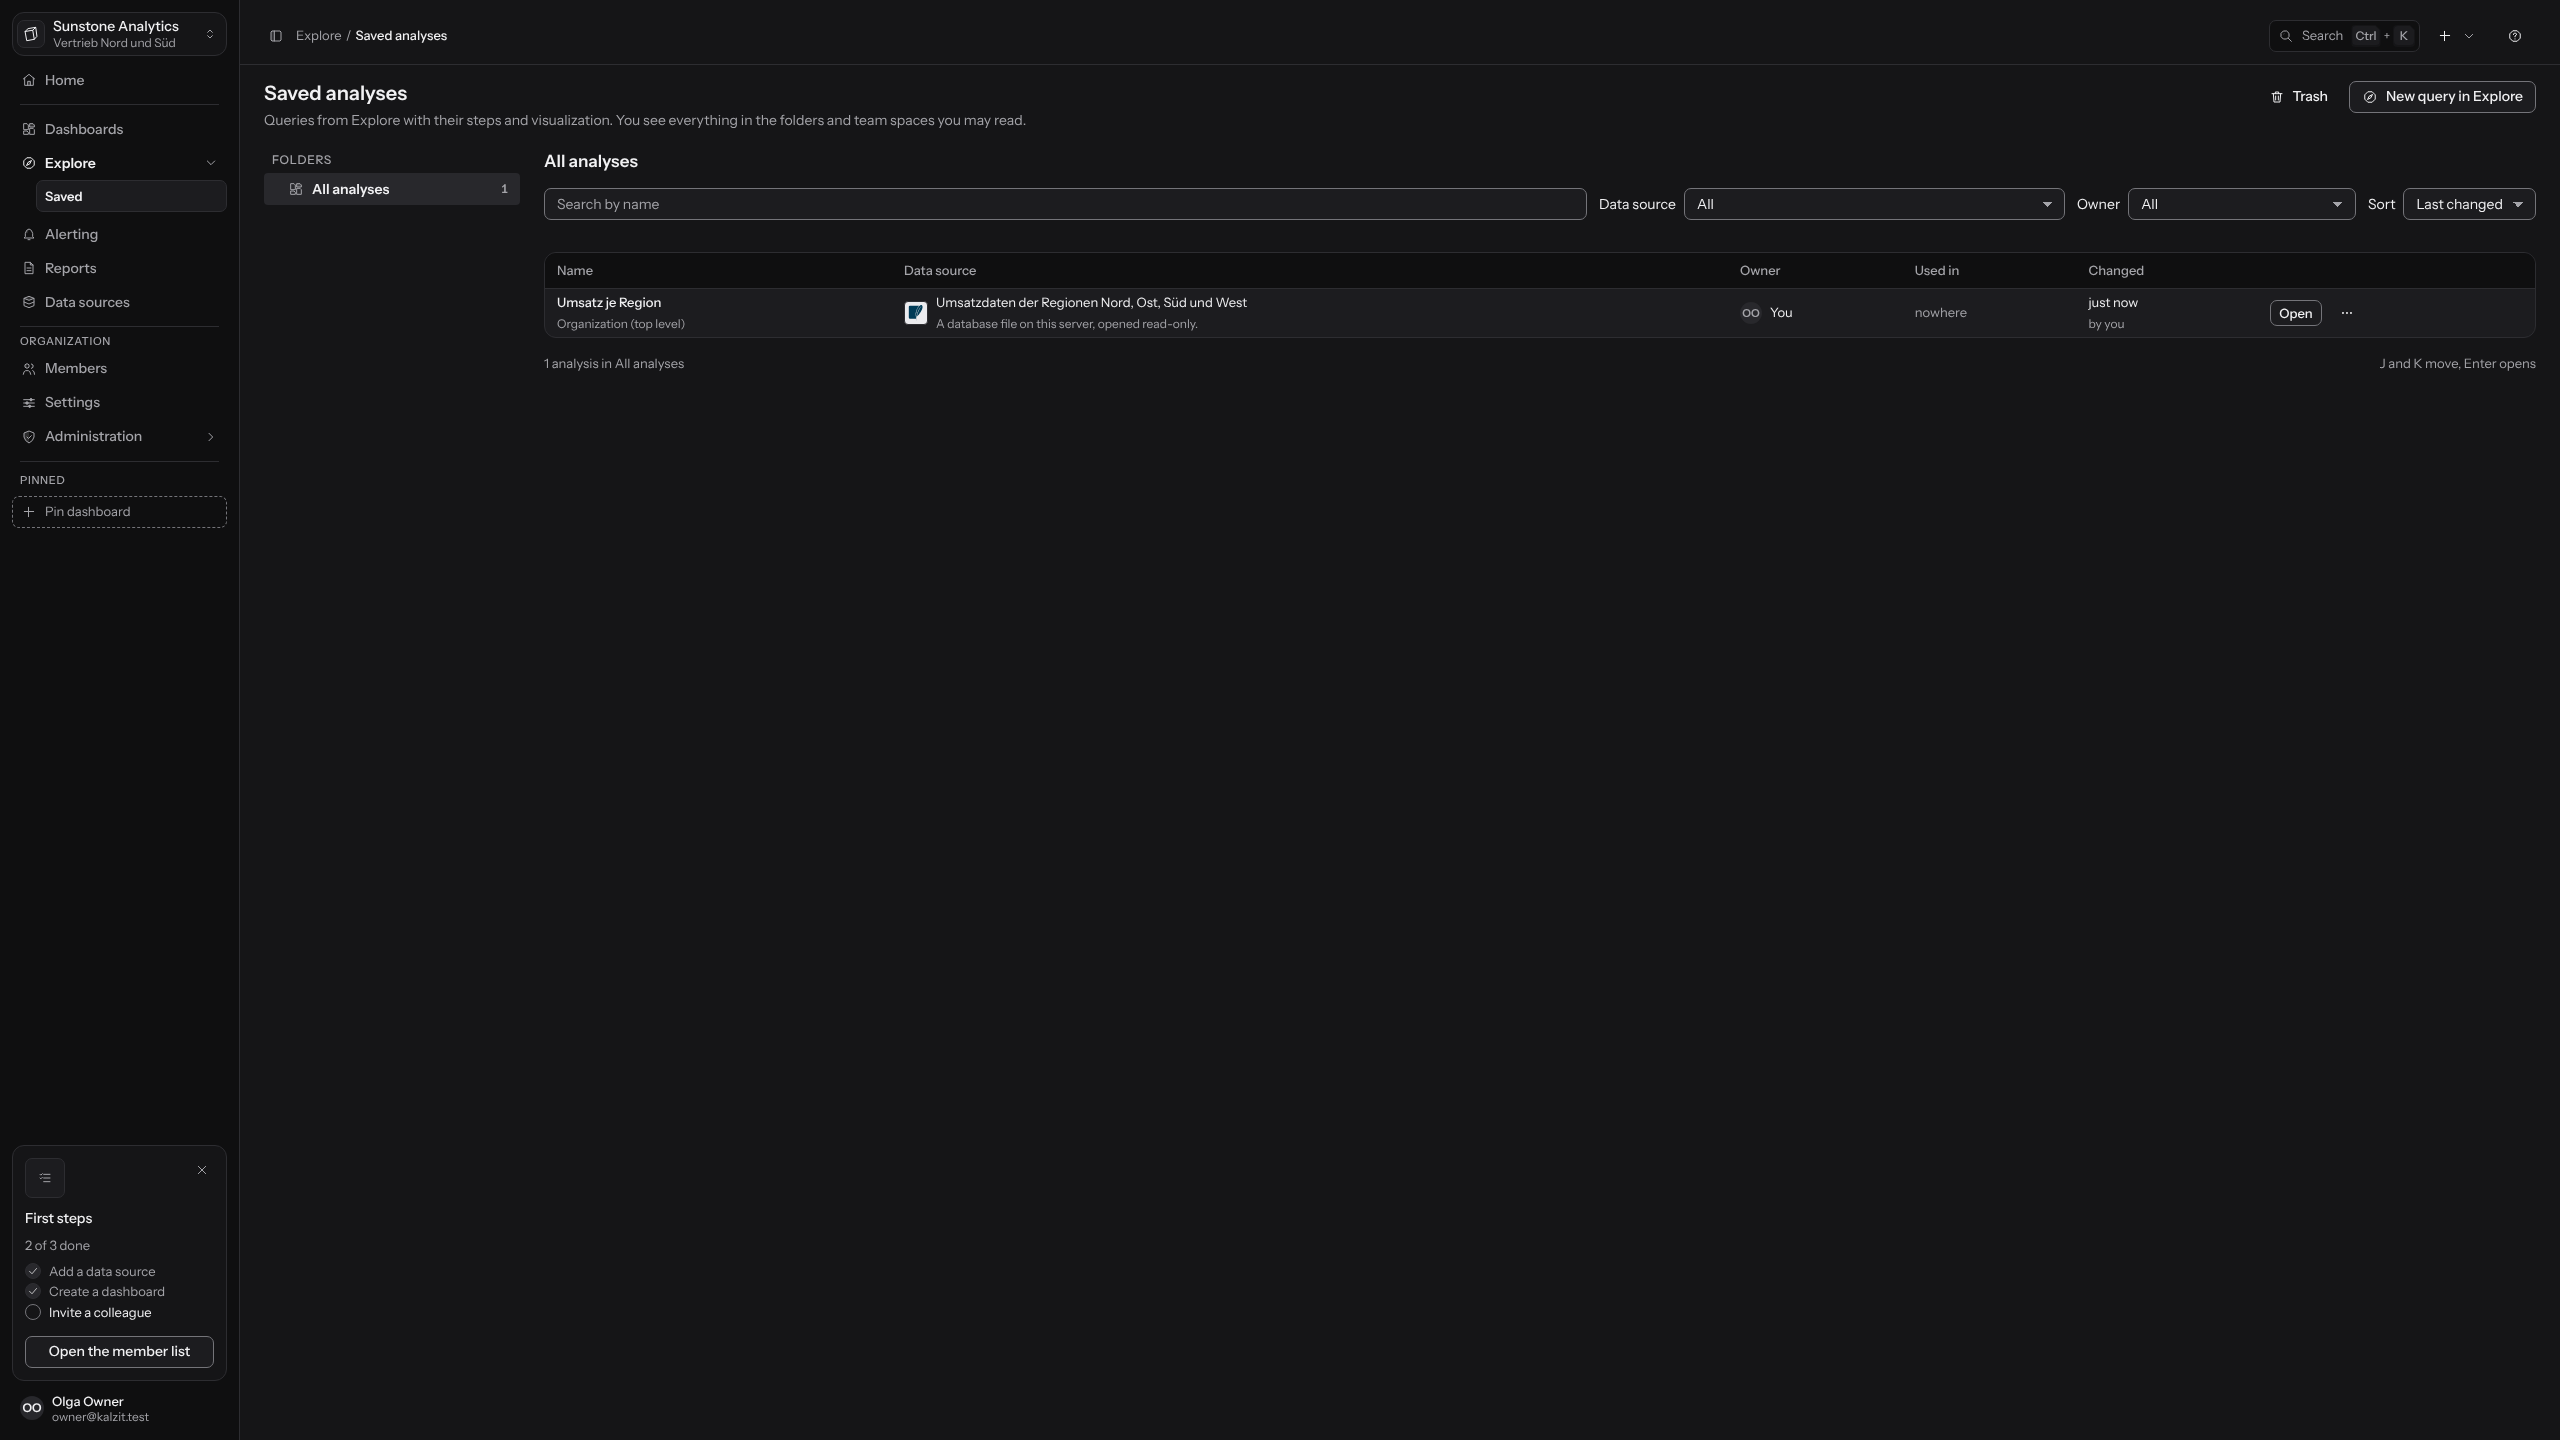 Sunstone Analytics
Vertrieb Nord und Süd
Home
Dashboards
Explore
Saved
Alerting
Reports
Data sources
ORGANIZATION
Members
Settings
Administration
PINNED
Pin dashboard
First steps
2 of 3 done
Add a data source
Create a dashboard
Invite a colleague
Open the member list
OO Olga Owner
owner@kalzit.test
Explore / Saved analyses
Search Ctrl + K
Saved analyses
Queries from Explore with their steps and visualization. You see everything in the folders and team spaces you may read.
Trash
New query in Explore
FOLDERS
All analyses 1
All analyses
Search by name
Data source All
Owner All
Sort Last changed
Name Data source Owner Used in Changed
Umsatz je Region
Organization (top level)
Umsatzdaten der Regionen Nord, Ost, Süd und West
A database file on this server, opened read-only.
OO You
nowhere
just now
by you
Open
1 analysis in All analyses
J and K move, Enter opens